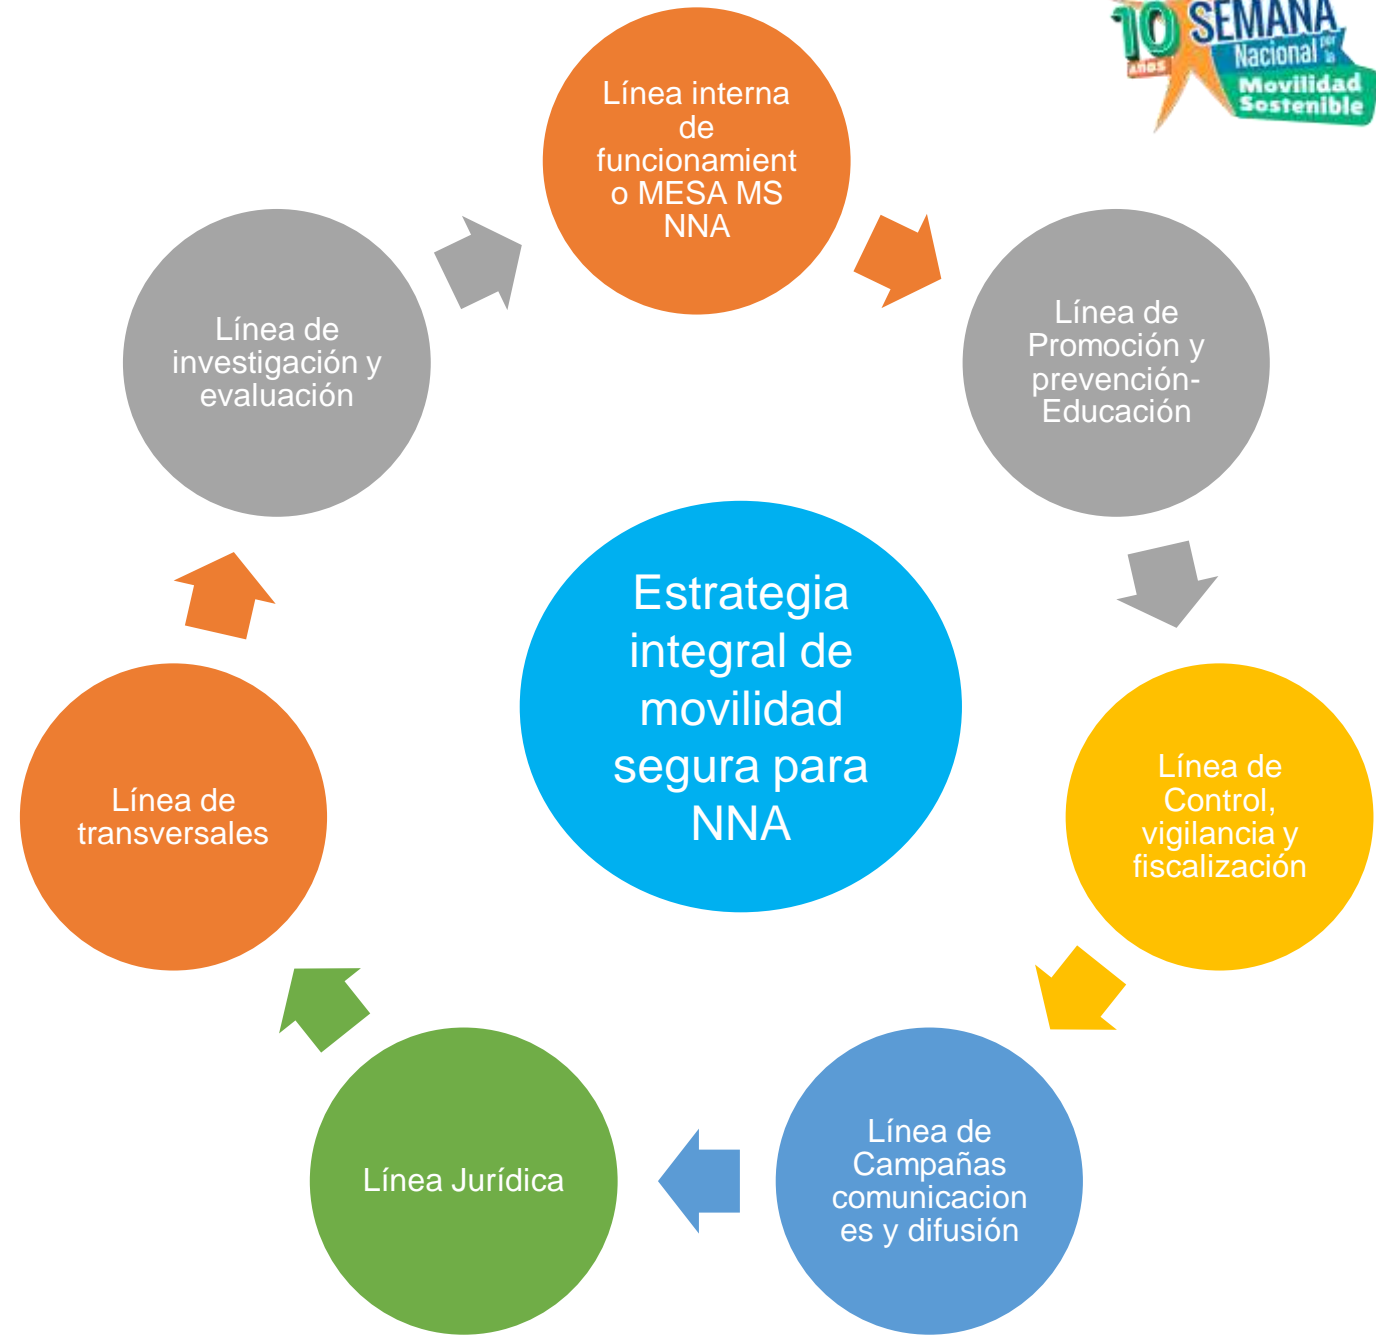 10
AÑOS
SEMANA
Nacional por la
Movilidad
Sostenible
Línea interna
de
funcionamient
o MESA MS
NNA
Línea de
Promoción y
prevención-
Educación
Línea de
Control,
vigilancia y
fiscalización
Línea de
Campañas
comunicacion
es y difusión
Línea Jurídica
Línea de
transversales
Línea de
investigación y
evaluación
Estrategia
integral de
movilidad
segura para
NNA